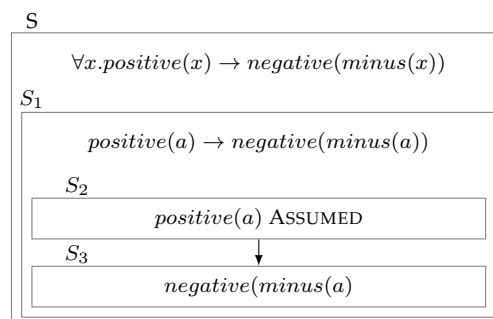 S
∀x.positive(x) → negative(minus(x))
S₁
positive(a) → negative(minus(a))
S₂
positive(a) ASSUMED
S₃
negative(minus(a)